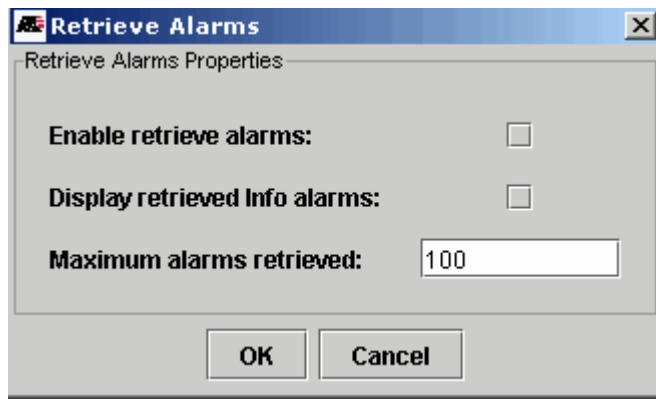 Retrieve Alarms
Retrieve Alarms Properties
Enable retrieve alarms:
Display retrieved Info alarms:
Maximum alarms retrieved: 100
OK Cancel